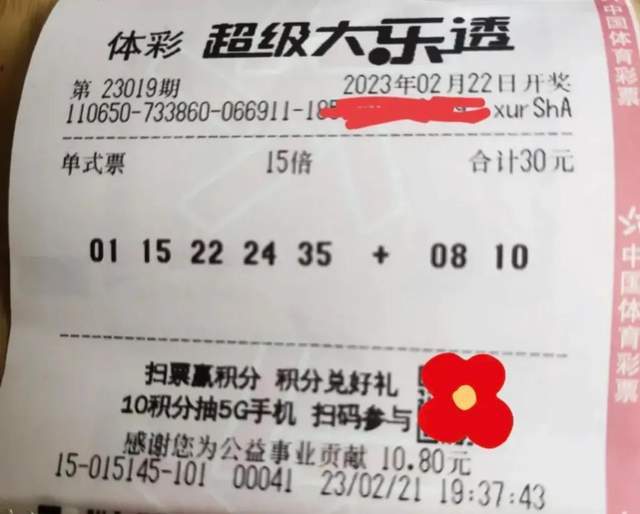 体彩 超级大乐透
第 23019期 2023年02月22日开奖
110650-733860-066911-18 xurShA
单式票 15倍 合计30元
01 15 22 24 35 + 08 10
扫票赢积分 积分兑好礼
10积分抽5G手机 扫码参与
感谢您为公益事业贡献 10.80元
15-015145-101 00041 23/02/21 19:37:43
中国体育彩票
中国体育彩票